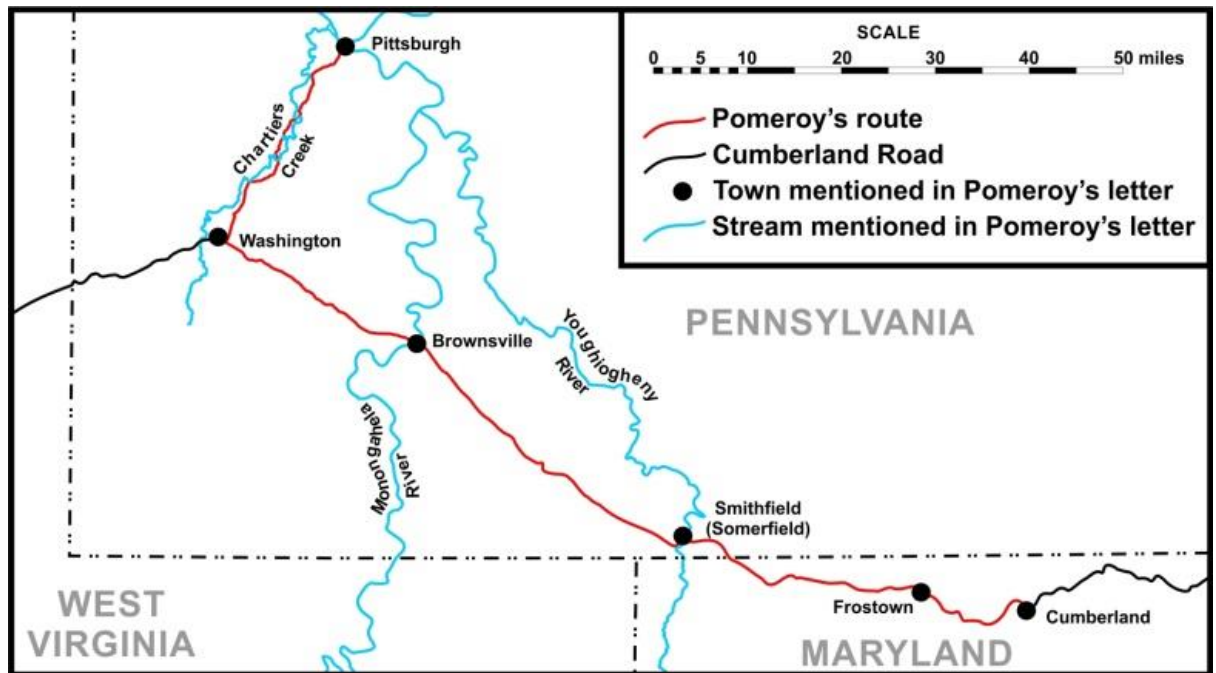 Pittsburgh
Chartiers
Creek
Washington
Brownsville
Monongahela
River
Youghiogheny
River
PENNSYLVANIA
Smithfield
(Somerfield)
Frostown
Cumberland
WEST
VIRGINIA
MARYLAND
SCALE
0 5 10 20 30 40 50 miles
Pomeroy's route
Cumberland Road
Town mentioned in Pomeroy's letter
Stream mentioned in Pomeroy's letter